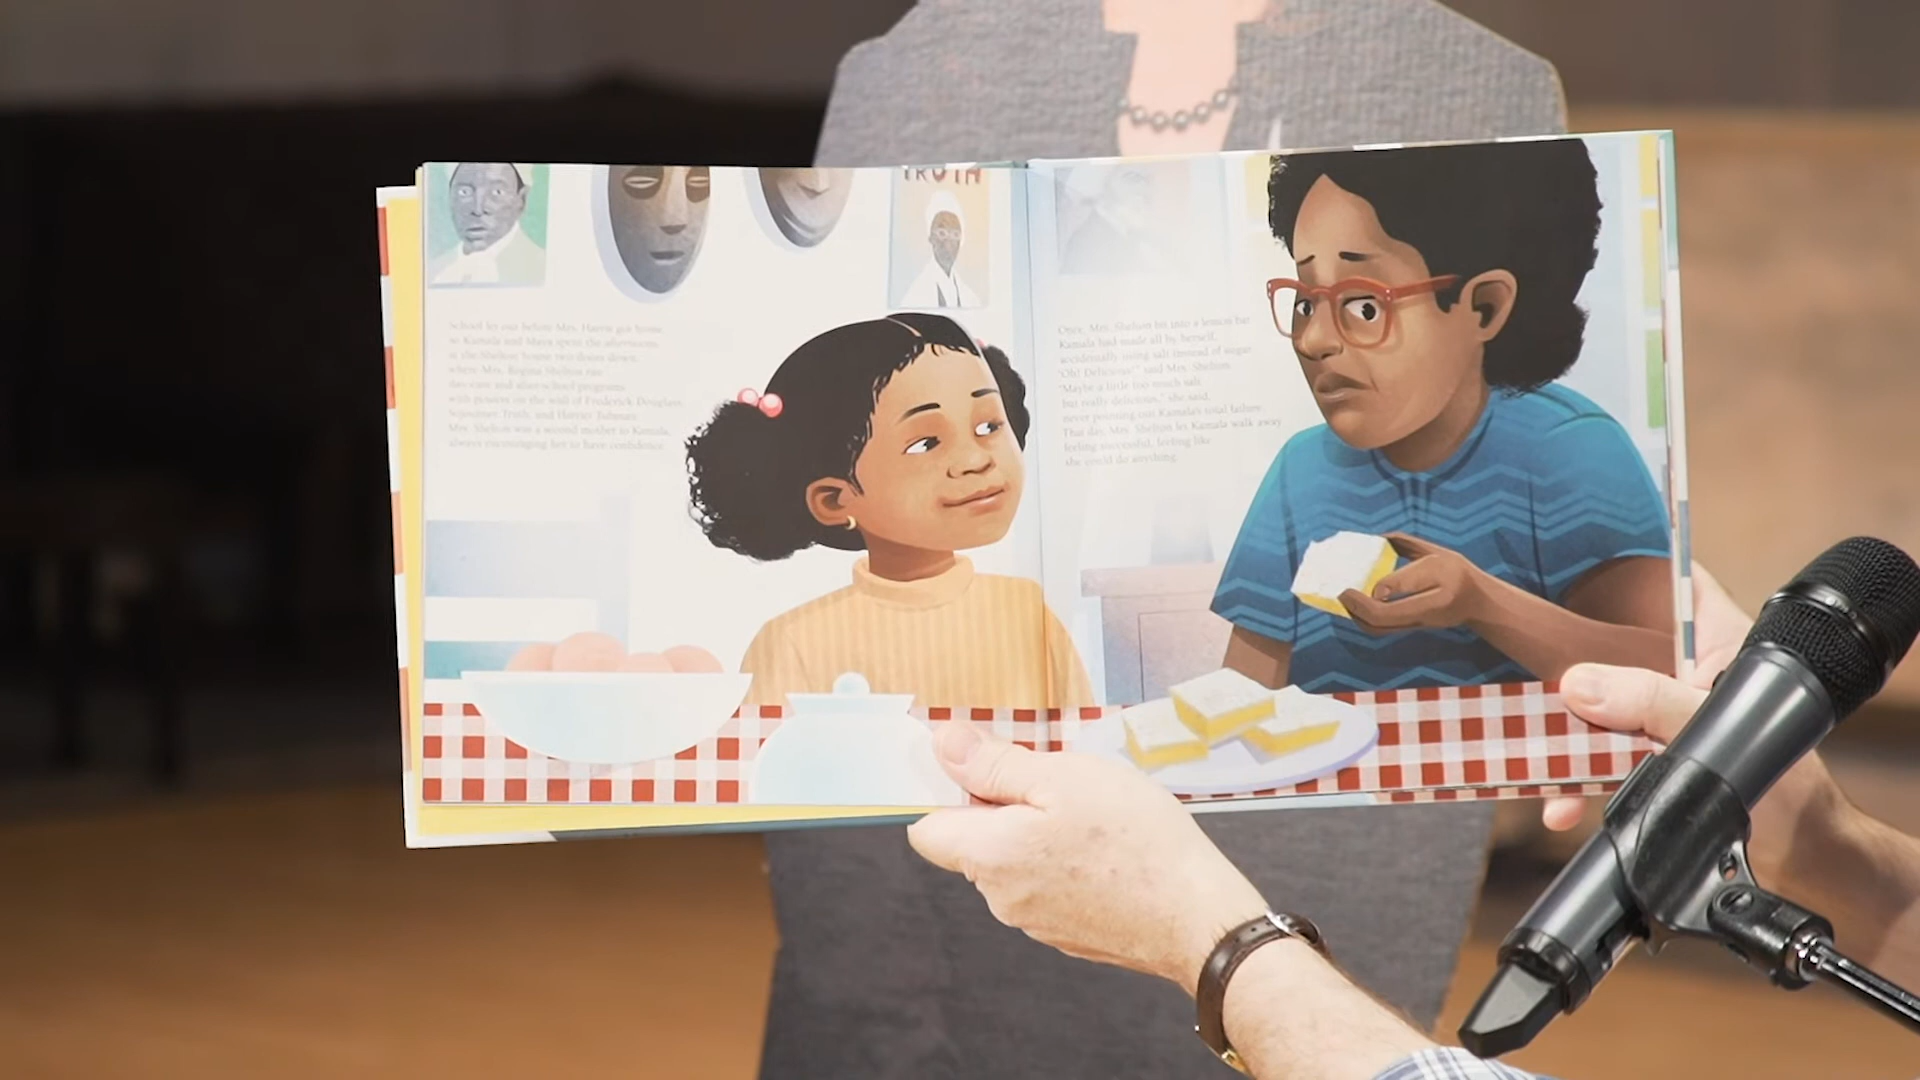 TRUTH
School let out before Mrs. Harris got home,
so Kamala and Maya spent the afternoons
at the Shelton house two doors down,
where Mrs. Regina Shelton ran
daycare and after-school programs
with posters on the wall of Frederick Douglass,
Sojourner Truth, and Harriet Tubman.
Mrs. Shelton was a second mother to Kamala,
always encouraging her to have confidence.
Once, Mrs. Shelton bit into a lemon bar
Kamala had made all by herself,
accidentally using salt instead of sugar.
"Oh! Delicious!" said Mrs. Shelton.
"Maybe a little too much salt,
but really delicious," she said,
never pointing out Kamala's total failure.
That day, Mrs. Shelton let Kamala walk away
feeling successful, feeling like
she could do anything.